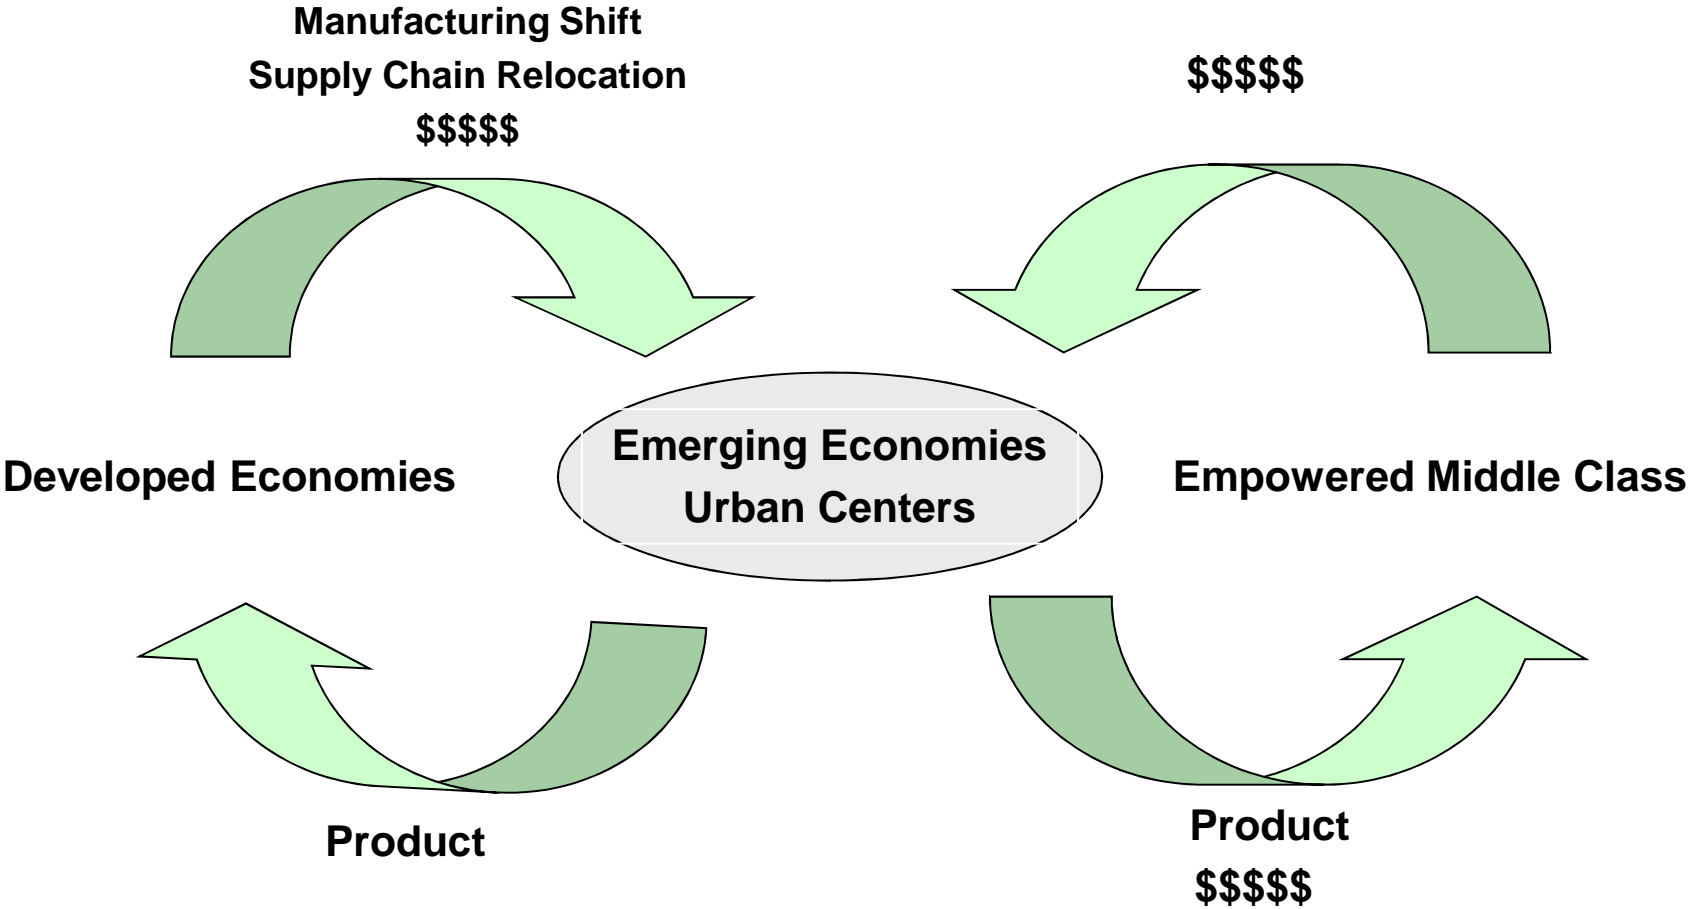 Manufacturing Shift
Supply Chain Relocation
$$$$$
$$$$$
Developed Economies
Emerging Economies
Urban Centers
Empowered Middle Class
Product
Product
$$$$$